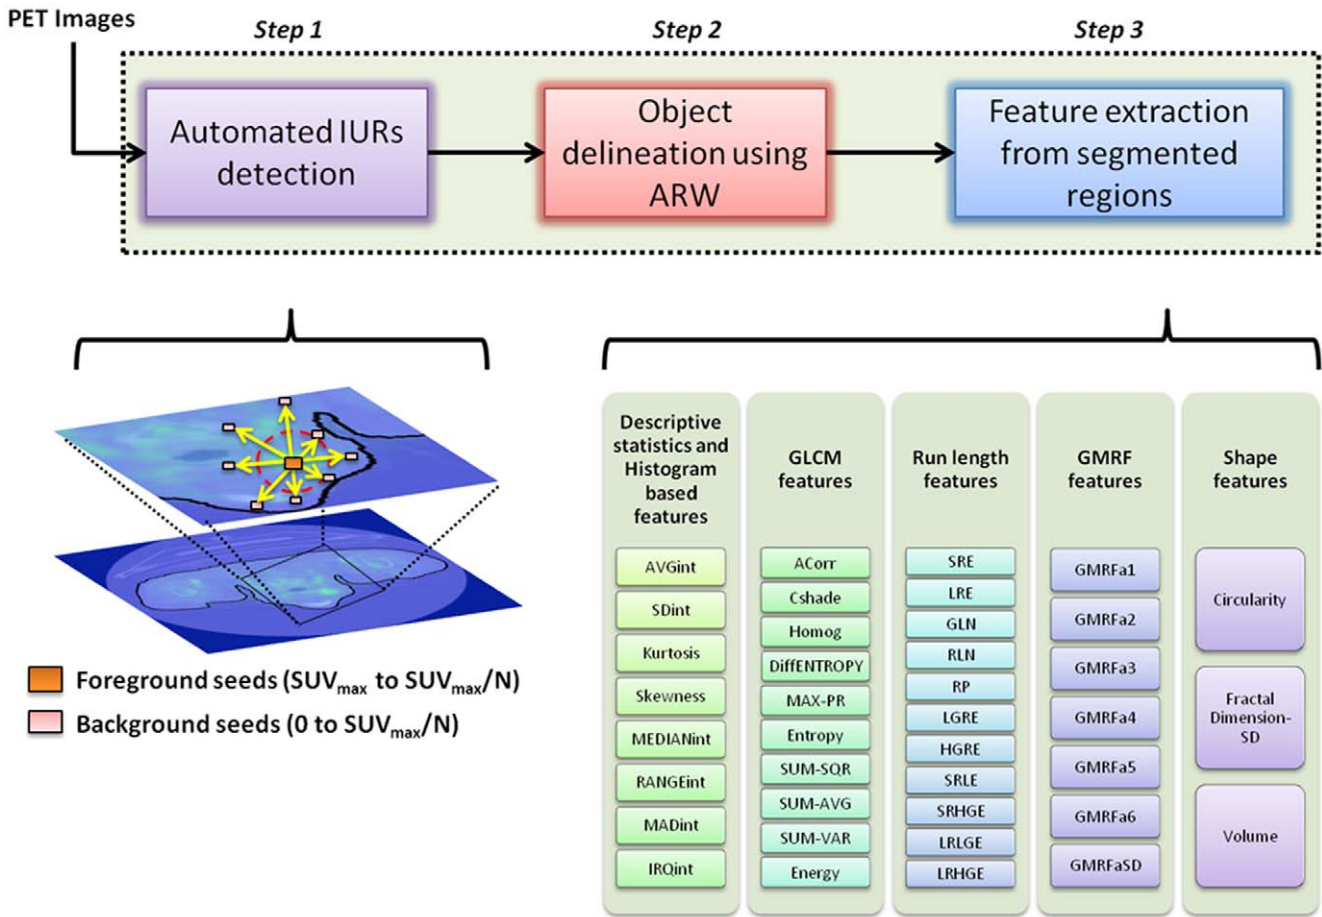 PET Images
Step 1
Step 2
Step 3
Automated IURs
detection
Object
delineation using
ARW
Feature extraction
from segmented
regions
Foreground seeds (SUVmax to SUVmax/N)
Background seeds (0 to SUVmax/N)
Descriptive
statistics and
Histogram
based
features
AVGint
SDint
Kurtosis
Skewness
MEDIANint
RANGEint
MADint
IRQint
GLCM
features
ACorr
Cshade
Homog
DiffENTROPY
MAX-PR
Entropy
SUM-SQR
SUM-AVG
SUM-VAR
Energy
Run length
features
SRE
LRE
GLN
RLN
RP
LGRE
HGRE
SRLE
SRHGE
LRLGE
LRHGE
GMRF
features
GMRFa1
GMRFa2
GMRFa3
GMRFa4
GMRFa5
GMRFa6
GMRFaSD
Shape
features
Circularity
Fractal
Dimension-
SD
Volume